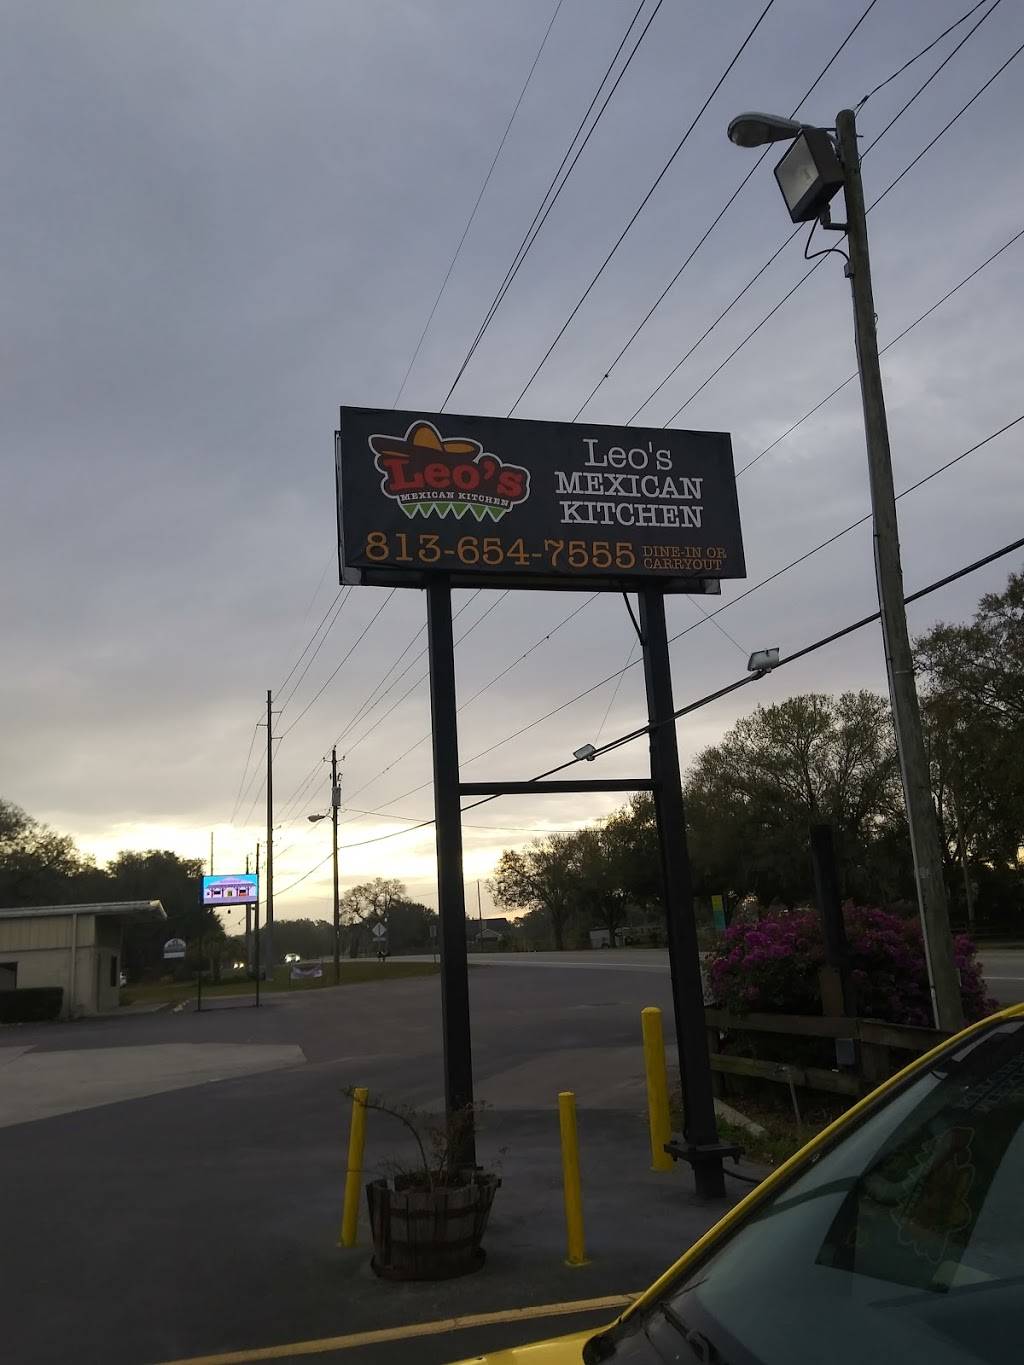 Leo's
MEXICAN KITCHEN
Leo's
MEXICAN
KITCHEN
813-654-7555
DINE-IN OR
CARRYOUT